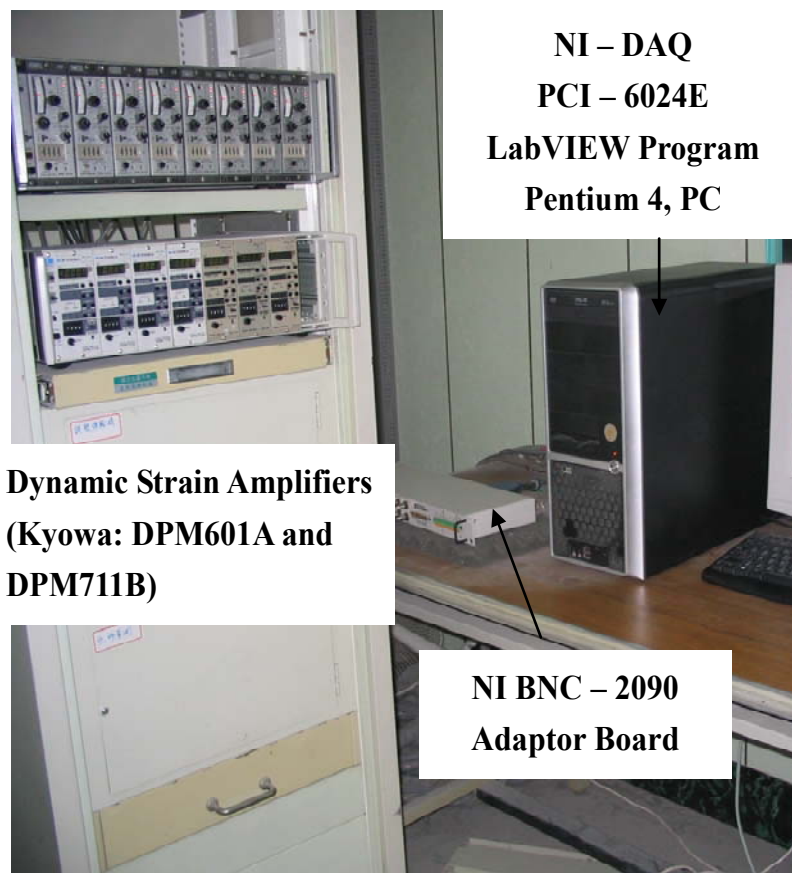 NI – DAQ
PCI – 6024E
LabVIEW Program
Pentium 4, PC
Dynamic Strain Amplifiers
(Kyowa: DPM601A and
DPM711B)
NI BNC – 2090
Adaptor Board